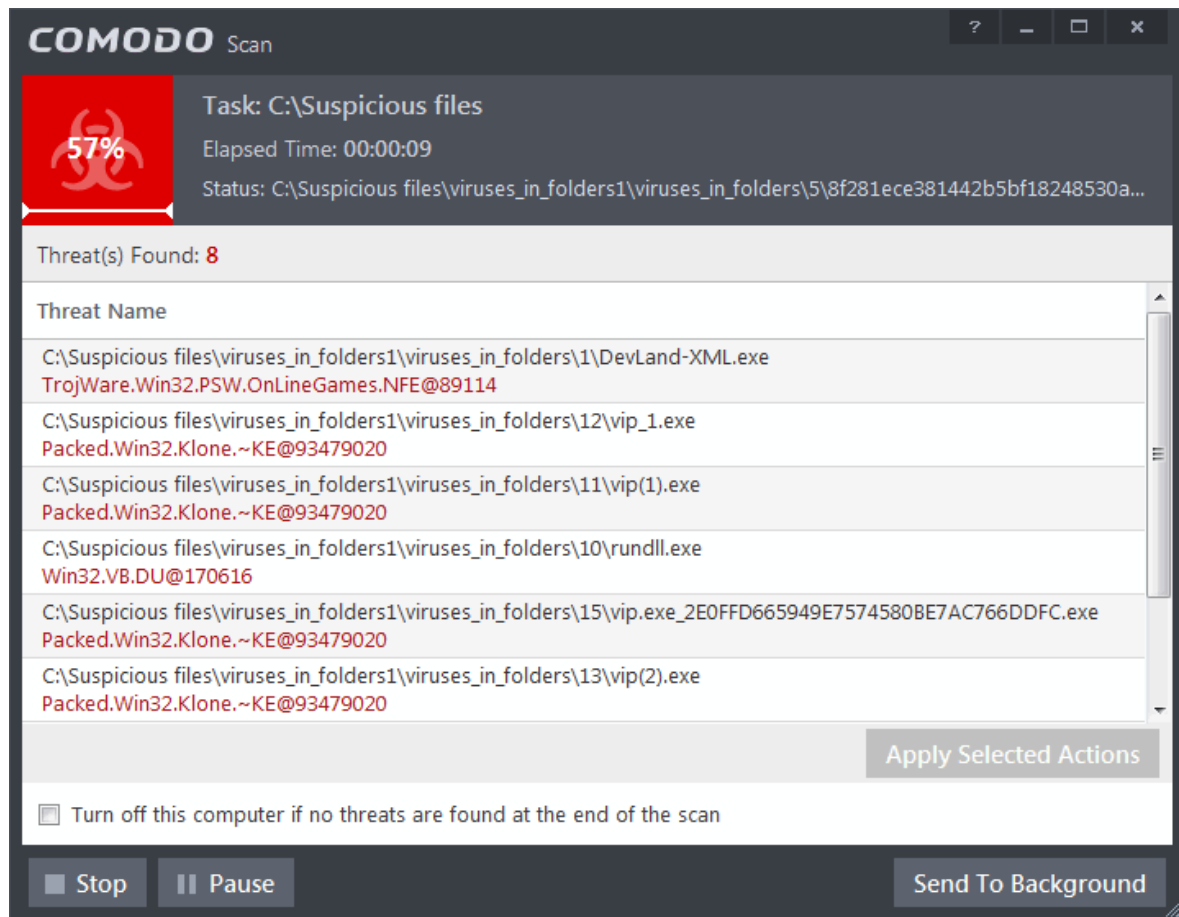 COMODO Scan
?
57%
Task: C:\Suspicious files
Elapsed Time: 00:00:09
Status: C:\Suspicious files\viruses_in_folders1\viruses_in_folders\5\8f281ece381442b5bf18248530a...
Threat(s) Found: 8
Threat Name
C:\Suspicious files\viruses_in_folders1\viruses_in_folders\1\DevLand-XML.exe
TrojWare.Win32.PSW.OnLineGames.NFE@89114
C:\Suspicious files\viruses_in_folders1\viruses_in_folders\12\vip_1.exe
Packed.Win32.Klone.~KE@93479020
C:\Suspicious files\viruses_in_folders1\viruses_in_folders\11\vip(1).exe
Packed.Win32.Klone.~KE@93479020
C:\Suspicious files\viruses_in_folders1\viruses_in_folders\10\rundll.exe
Win32.VB.DU@170616
C:\Suspicious files\viruses_in_folders1\viruses_in_folders\15\vip.exe_2E0FFD665949E7574580BE7AC766DDFC.exe
Packed.Win32.Klone.~KE@93479020
C:\Suspicious files\viruses_in_folders1\viruses_in_folders\13\vip(2).exe
Packed.Win32.Klone.~KE@93479020
Apply Selected Actions
Turn off this computer if no threats are found at the end of the scan
Stop
Pause
Send To Background